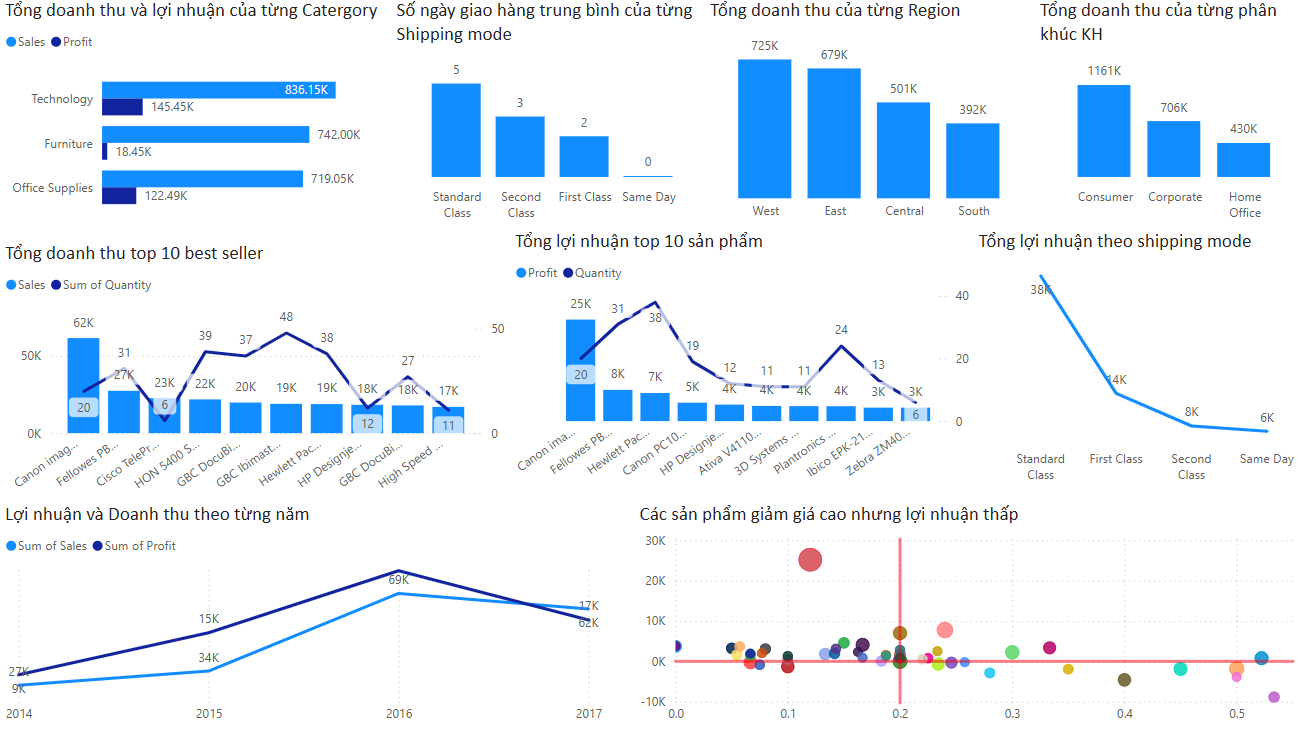 Tổng doanh thu và lợi nhuận của từng Catergory
Sales Profit
Technology
836.15K
145.45K
Furniture
742.00K
18.45K
Office Supplies
719.05K
122.49K
Số ngày giao hàng trung bình của từng
Shipping mode
5
3
2
0
Standard
Class
Second
Class
First Class
Same Day
Tổng doanh thu của từng Region
725K
679K
501K
392K
West
East
Central
South
Tổng doanh thu của từng phân
khúc KH
1161K
706K
430K
Consumer
Corporate
Home
Office
Tổng doanh thu top 10 best seller
Sales Sum of Quantity
50K
0K
50
0
62K
27K
23K
22K
20K
19K
19K
18K
18K
17K
20
31
6
39
37
48
38
12
27
11
Canon imag...
Fellowes PB...
Cisco TelePr...
HON 5400 S...
GBC DocuBi...
GBC Ibimast...
Hewlett Pac...
HP Designje...
GBC DocuBi...
High Speed ...
Tổng lợi nhuận top 10 sản phẩm
Profit Quantity
40
20
0
25K
8K
7K
5K
4K
4K
4K
4K
3K
3K
20
31
38
19
12
11
11
24
13
6
Canon ima...
Fellowes PB...
Hewlett Pac...
Canon PC10...
HP Designje...
Ativa V4110...
3D Systems ...
Plantronics ...
Ibico EPK-21...
Zebra ZM40...
Tổng lợi nhuận theo shipping mode
38K
14K
8K
6K
Standard
Class
First Class
Second
Class
Same Day
Lợi nhuận và Doanh thu theo từng năm
Sum of Sales Sum of Profit
27K
9K
15K
34K
69K
17K
62K
2014
2015
2016
2017
Các sản phẩm giảm giá cao nhưng lợi nhuận thấp
30K
20K
10K
0K
-10K
0.0
0.1
0.2
0.3
0.4
0.5